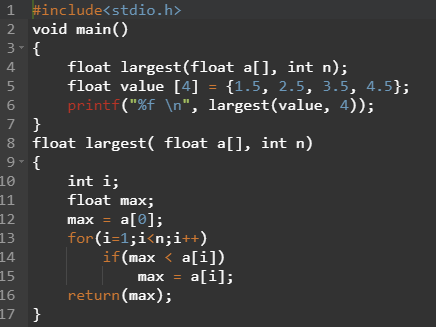 1 #include<stdio.h>
2 void main()
3 {
4 float largest(float a[], int n);
5 float value [4] = {1.5, 2.5, 3.5, 4.5};
6 printf("%f \n", largest(value, 4));
7 }
8 float largest( float a[], int n)
9 {
10 int i;
11 float max;
12 max = a[0];
13 for(i=1;i<n;i++)
14 if(max < a[i])
15 max = a[i];
16 return(max);
17 }